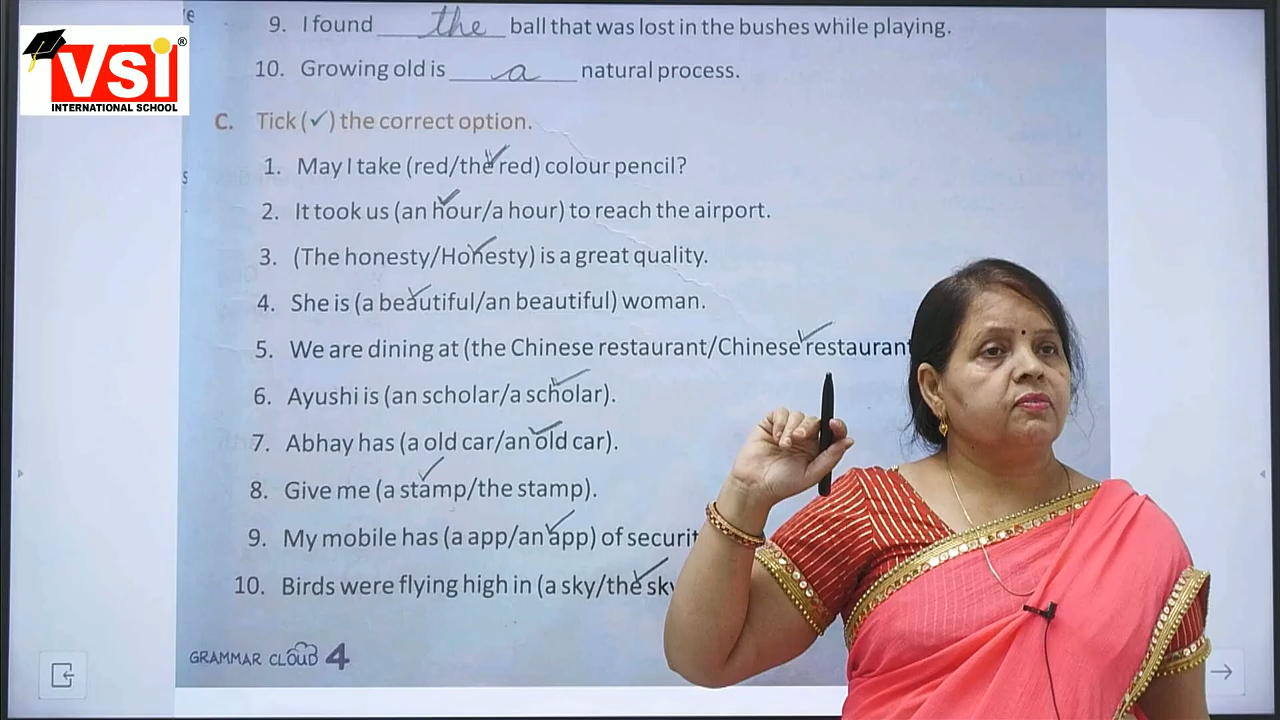 VSi®
INTERNATIONAL SCHOOL
9. I found the ball that was lost in the bushes while playing.
10. Growing old is a natural process.
C. Tick (✓) the correct option.
1. May I take (red/the red) colour pencil?
2. It took us (an hour/a hour) to reach the airport.
3. (The honesty/Honesty) is a great quality.
4. She is (a beautiful/an beautiful) woman.
5. We are dining at (the Chinese restaurant/Chinese restaurant
6. Ayushi is (an scholar/a scholar).
7. Abhay has (a old car/an old car).
8. Give me (a stamp/the stamp).
9. My mobile has (a app/an app) of securit
10. Birds were flying high in (a sky/the sk
GRAMMAR CLOUD 4